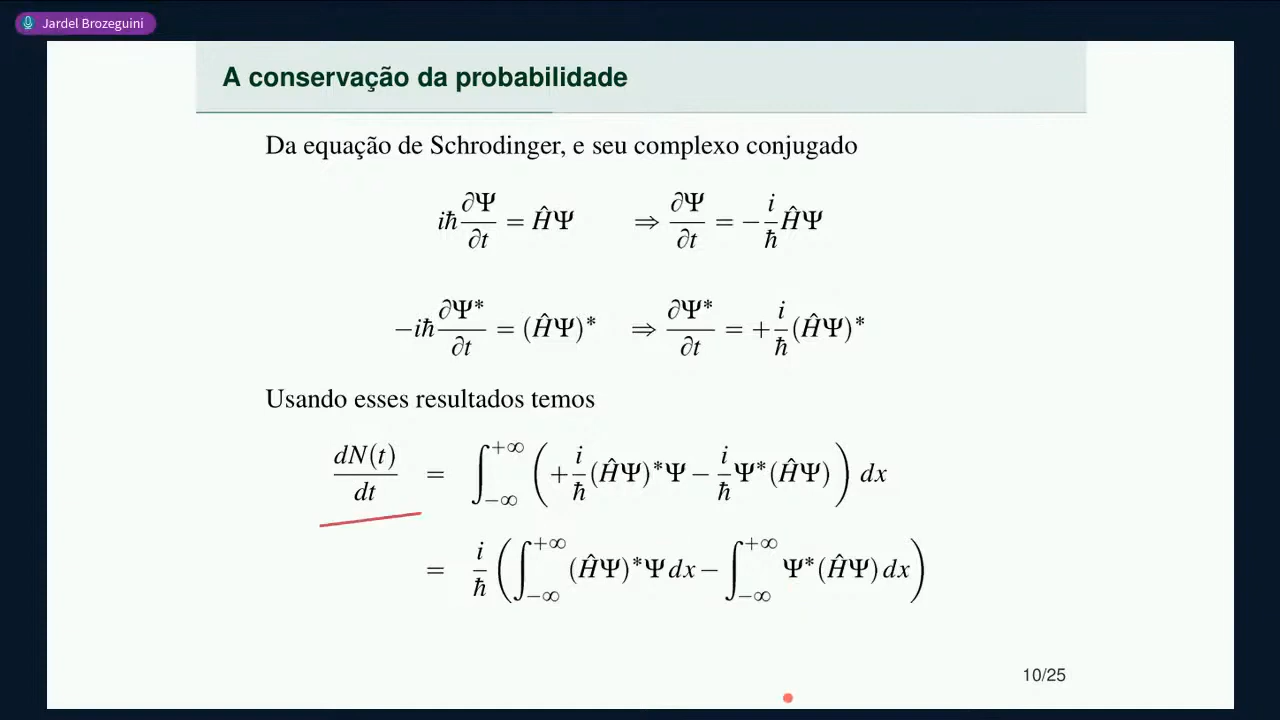 Jardel Brozeguini
A conservação da probabilidade
Da equação de Schrodinger, e seu complexo conjugado
iħ ∂Ψ/∂t = ĤΨ ⇒ ∂Ψ/∂t = −(i/ħ) ĤΨ
−iħ ∂Ψ*/∂t = (ĤΨ)* ⇒ ∂Ψ*/∂t = +(i/ħ)(ĤΨ)*
Usando esses resultados temos
dN(t)/dt = ∫_{−∞}^{+∞} (+(i/ħ)(ĤΨ)*Ψ − (i/ħ)Ψ*(ĤΨ)) dx
= (i/ħ) (∫_{−∞}^{+∞} (ĤΨ)*Ψ dx − ∫_{−∞}^{+∞} Ψ*(ĤΨ) dx)
10/25